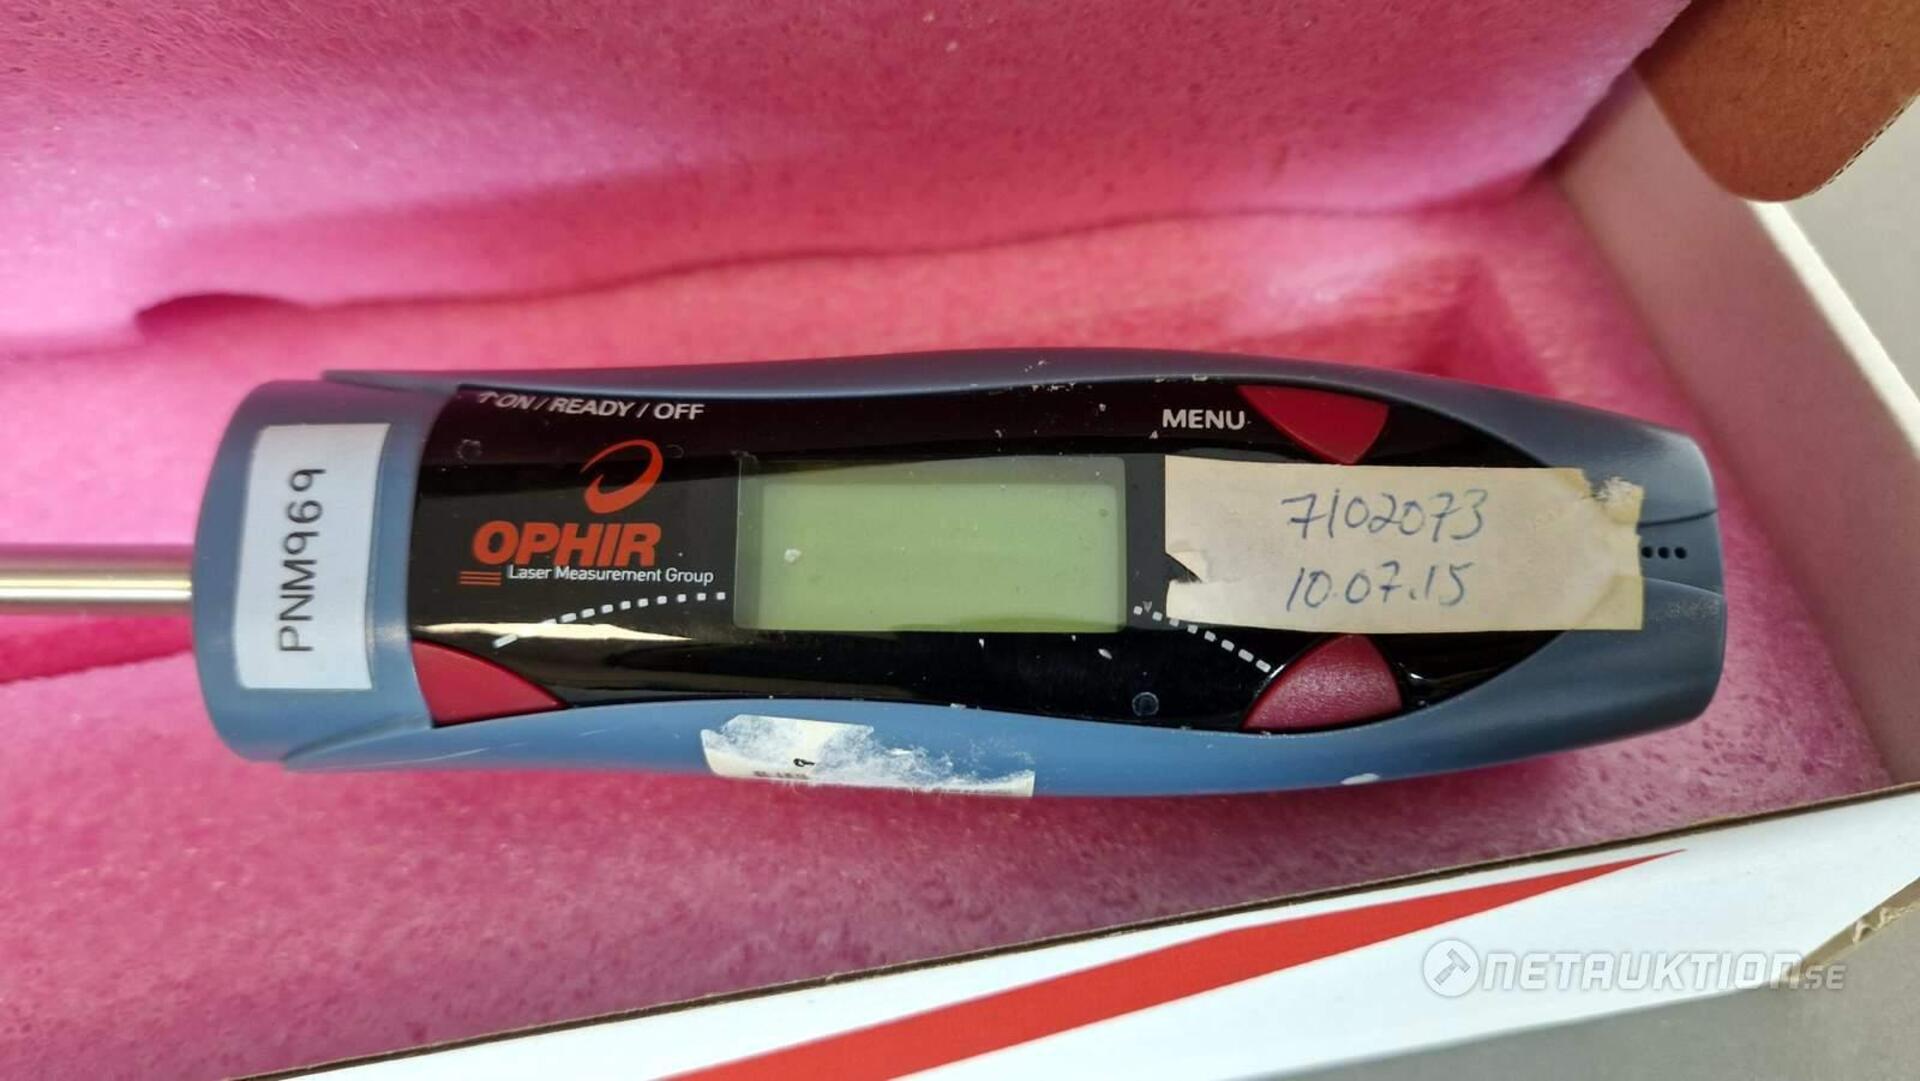 ON / READY / OFF
MENU
OPHIR
Laser Measurement Group
PNM969
7102073
10.07.15
NETAUKTION.SE